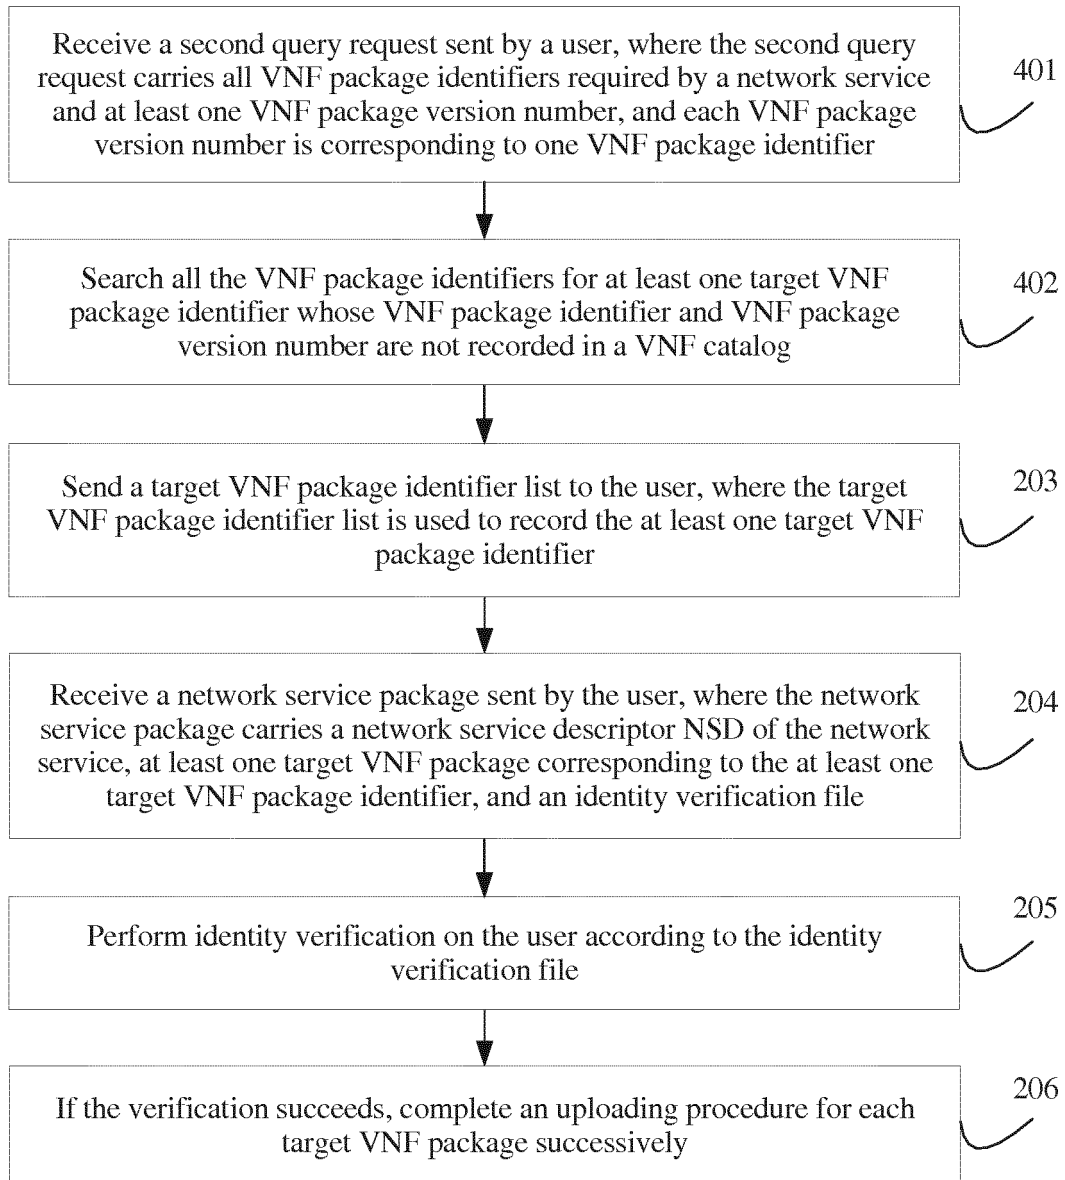 Receive a second query request sent by a user, where the second query
request carries all VNF package identifiers required by a network service
and at least one VNF package version number, and each VNF package
version number is corresponding to one VNF package identifier
401
Search all the VNF package identifiers for at least one target VNF
package identifier whose VNF package identifier and VNF package
version number are not recorded in a VNF catalog
402
Send a target VNF package identifier list to the user, where the target
VNF package identifier list is used to record the at least one target VNF
package identifier
203
Receive a network service package sent by the user, where the network
service package carries a network service descriptor NSD of the network
service, at least one target VNF package corresponding to the at least one
target VNF package identifier, and an identity verification file
204
Perform identity verification on the user according to the identity
verification file
205
If the verification succeeds, complete an uploading procedure for each
target VNF package successively
206